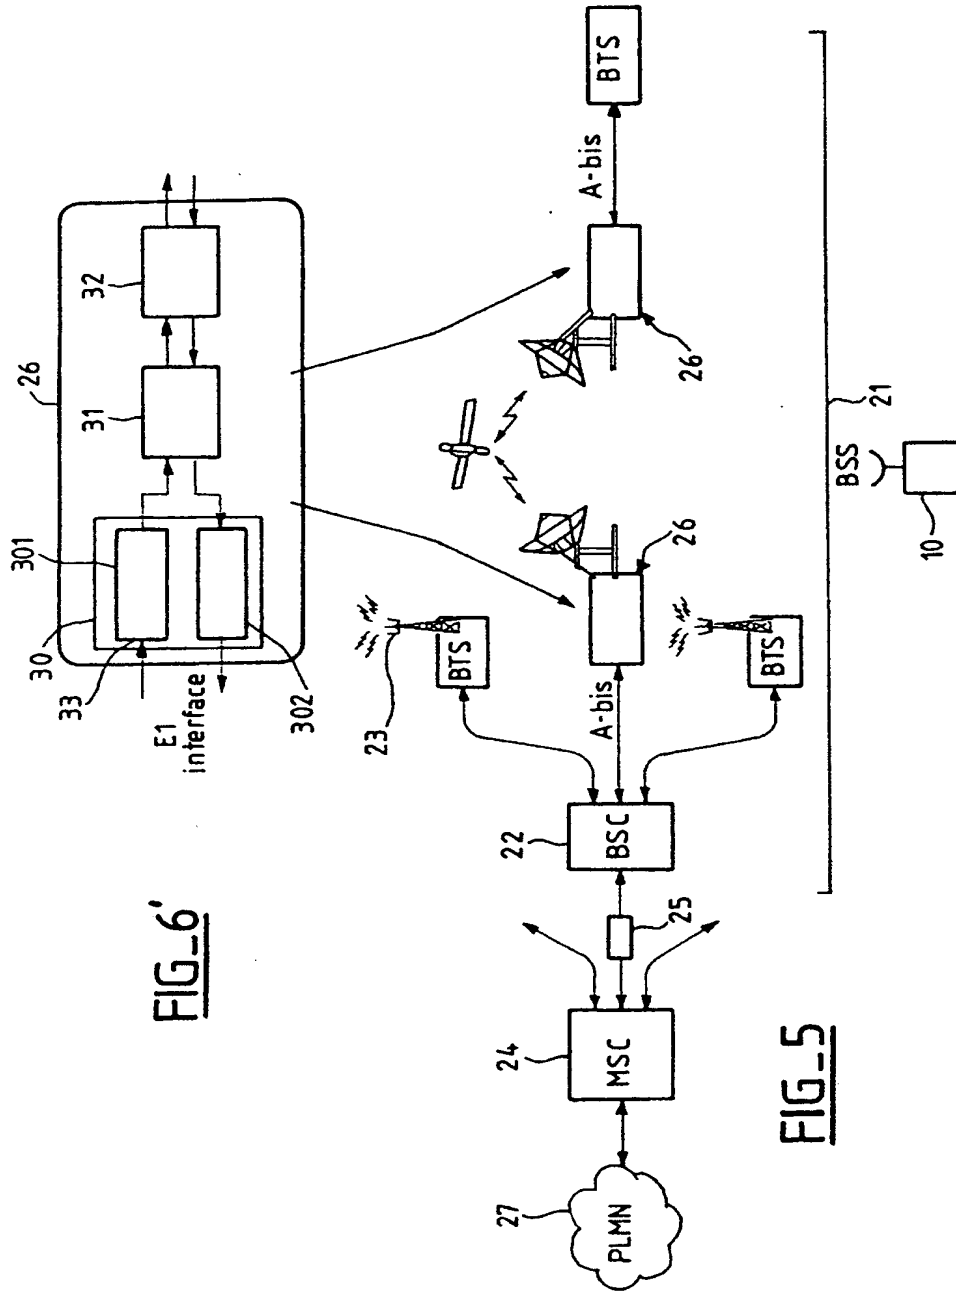 26
30
301
31
32
33
E1
interface
302
FIG_6'
23
BTS
26
26
A-bis
BTS
27
PLMN
24
MSC
25
22
BSC
A-bis
BTS
21
BSS
10
FIG_5